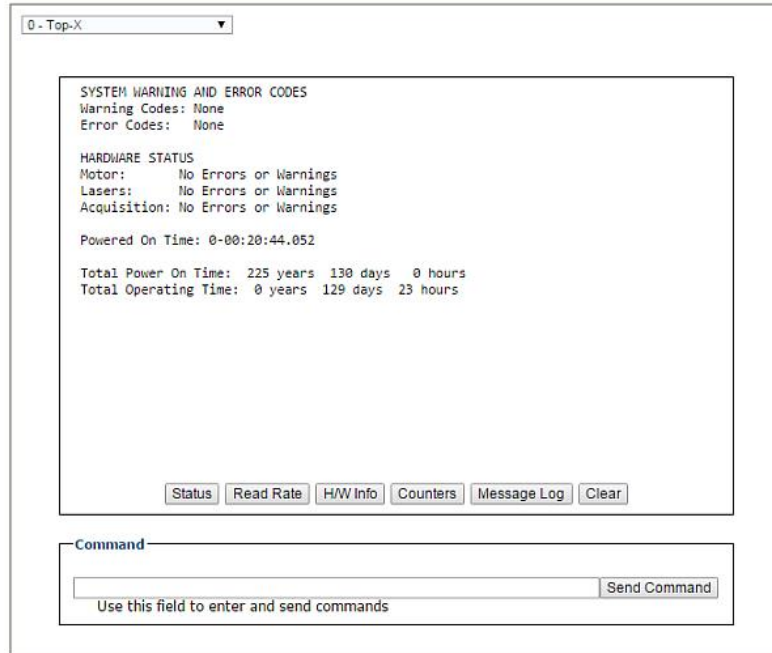 0 - Top-X
SYSTEM WARNING AND ERROR CODES
Warning Codes: None
Error Codes: None
HARDWARE STATUS
Motor: No Errors or Warnings
Lasers: No Errors or Warnings
Acquisition: No Errors or Warnings
Powered On Time: 0-00:20:44.052
Total Power On Time: 225 years 130 days 0 hours
Total Operating Time: 0 years 129 days 23 hours
Status Read Rate H/W Info Counters Message Log Clear
Command
Send Command
Use this field to enter and send commands